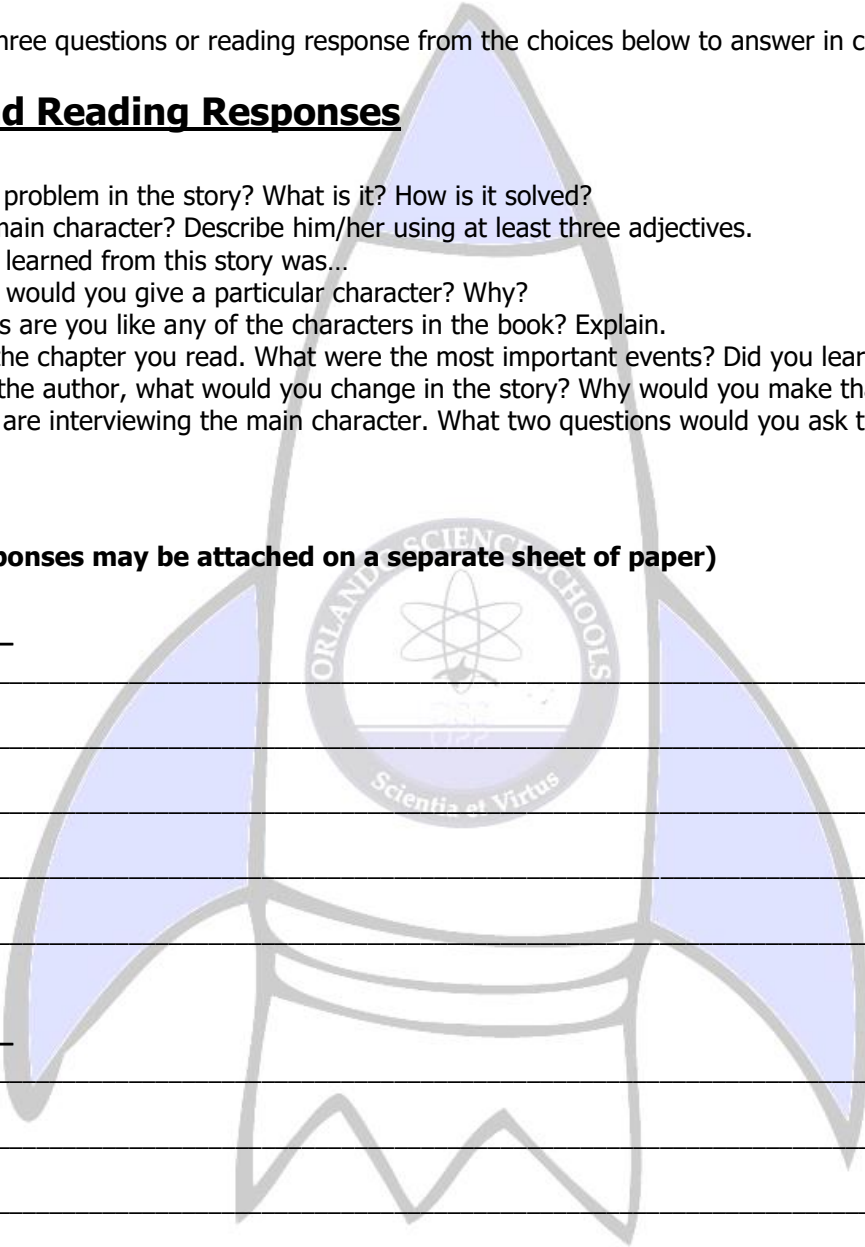 hree questions or reading response from the choices below to answer in c
d Reading Responses
problem in the story? What is it? How is it solved?
nain character? Describe him/her using at least three adjectives.
learned from this story was…
would you give a particular character? Why?
s are you like any of the characters in the book? Explain.
he chapter you read. What were the most important events? Did you lear
the author, what would you change in the story? Why would you make tha
are interviewing the main character. What two questions would you ask t
ponses may be attached on a separate sheet of paper)
ORLANDO SCIENCE SCHOOLS
Scientia et Virtus